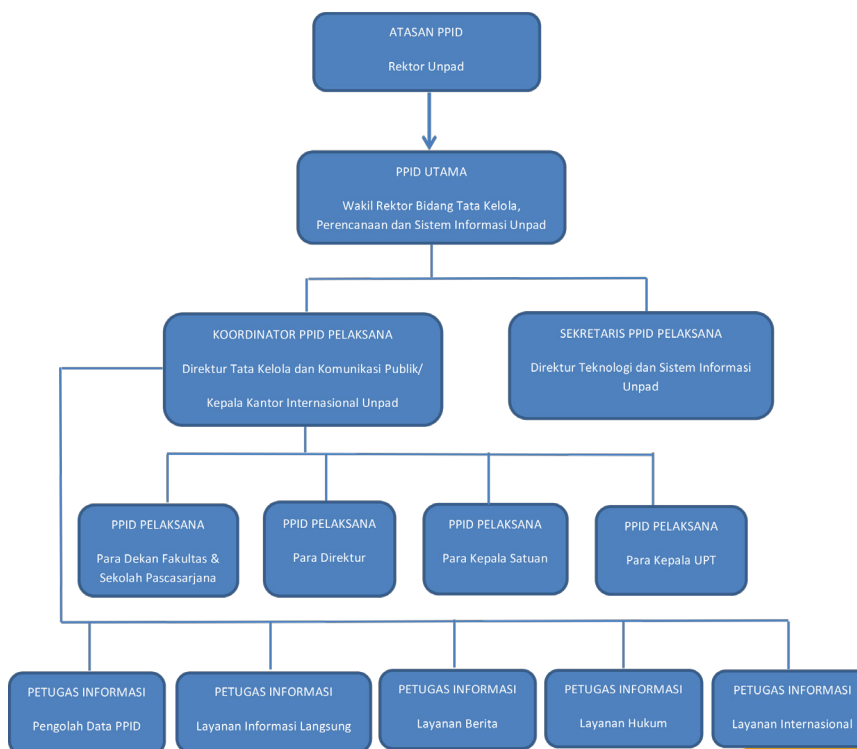 ATASAN PPID
Rektor Unpad
PPID UTAMA
Wakil Rektor Bidang Tata Kelola,
Perencanaan dan Sistem Informasi Unpad
KOORDINATOR PPID PELAKSANA
Direktur Tata Kelola dan Komunikasi Publik/
Kepala Kantor Internasional Unpad
SEKRETARIS PPID PELAKSANA
Direktur Teknologi dan Sistem Informasi
Unpad
PPID PELAKSANA
Para Dekan Fakultas &
Sekolah Pascasarjana
PPID PELAKSANA
Para Direktur
PPID PELAKSANA
Para Kepala Satuan
PPID PELAKSANA
Para Kepala UPT
PETUGAS INFORMASI
Pengolah Data PPID
PETUGAS INFORMASI
Layanan Informasi Langsung
PETUGAS INFORMASI
Layanan Berita
PETUGAS INFORMASI
Layanan Hukum
PETUGAS INFORMASI
Layanan Internasional